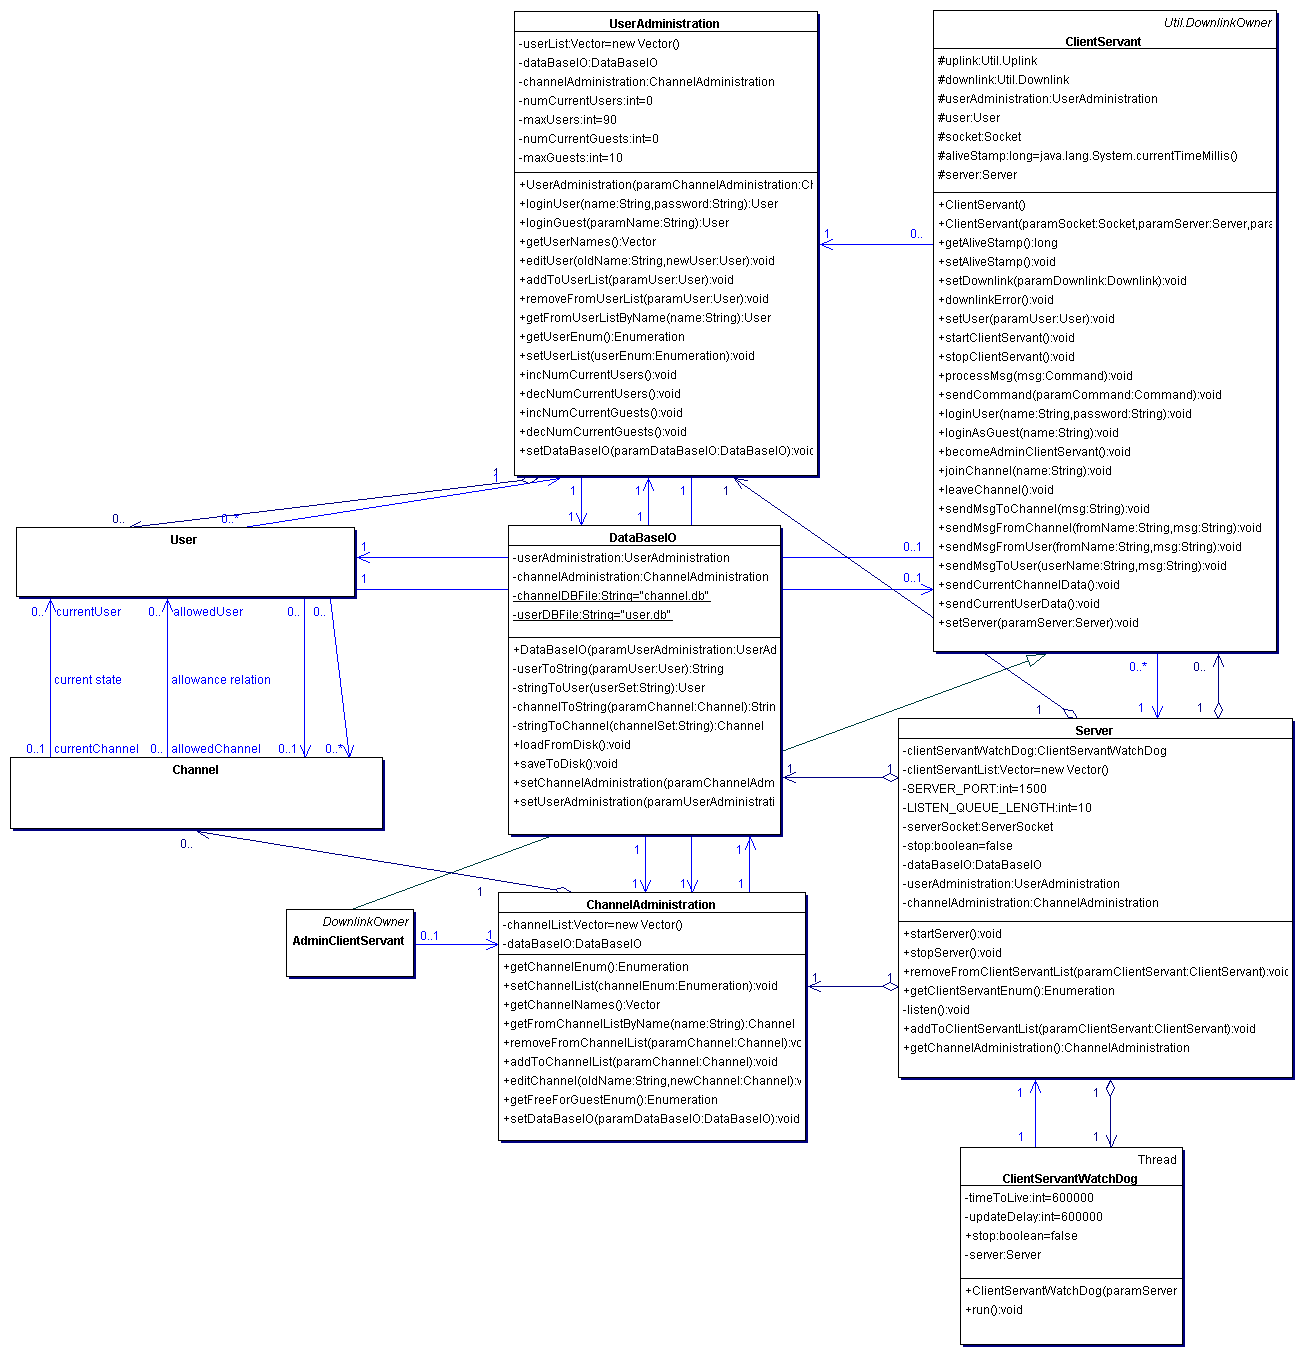 UserAdministration
-userList:Vector=new Vector()
-dataBaseIO:DataBaseIO
-channelAdministration:ChannelAdministration
-numCurrentUsers:int=0
-maxUsers:int=90
-numCurrentGuests:int=0
-maxGuests:int=10
+UserAdministration(paramChannelAdministration:Ch
+loginUser(name:String,password:String):User
+loginGuest(paramName:String):User
+getUserNames():Vector
+editUser(oldName:String,newUser:User):void
+addToUserList(paramUser:User):void
+removeFromUserList(paramUser:User):void
+getFromUserListByName(name:String):User
+getUserEnum():Enumeration
+setUserList(userEnum:Enumeration):void
+incNumCurrentUsers():void
+decNumCurrentUsers():void
+incNumCurrentGuests():void
+decNumCurrentGuests():void
+setDataBaseIO(paramDataBaseIO:DataBaseIO):void
Util.DownlinkOwner
ClientServant
#uplink:Util.Uplink
#downlink:Util.Downlink
#userAdministration:UserAdministration
#user:User
#socket:Socket
#aliveStamp:long=java.lang.System.currentTimeMillis()
#server:Server
+ClientServant()
+ClientServant(paramSocket:Socket,paramServer:Server,para
+getAliveStamp():long
+setAliveStamp():void
+setDownlink(paramDownlink:Downlink):void
+downlinkError():void
+setUser(paramUser:User):void
+startClientServant():void
+stopClientServant():void
+processMsg(msg:Command):void
+sendCommand(paramCommand:Command):void
+loginUser(name:String,password:String):void
+loginAsGuest(name:String):void
+becomeAdminClientServant():void
+joinChannel(name:String):void
+leaveChannel():void
+sendMsgToChannel(msg:String):void
+sendMsgFromChannel(fromName:String,msg:String):void
+sendMsgFromUser(fromName:String,msg:String):void
+sendMsgToUser(userName:String,msg:String):void
+sendCurrentChannelData():void
+sendCurrentUserData():void
+setServer(paramServer:Server):void
1 0..
1
1
0.. 0..*
1 1 1 1
1 1
User
1 0..1
1 0..1
0.. currentUser 0.. allowedUser 0.. 0..
current state allowance relation
0..1 currentChannel 0.. allowedChannel 0..1 0..*
Channel
0..
DataBaseIO
-userAdministration:UserAdministration
-channelAdministration:ChannelAdministration
-channelDBFile:String="channel.db"
-userDBFile:String="user.db"
+DataBaseIO(paramUserAdministration:UserAd
-userToString(paramUser:User):String
-stringToUser(userSet:String):User
-channelToString(paramChannel:Channel):Strin
-stringToChannel(channelSet:String):Channel
+loadFromDisk():void
+saveToDisk():void
+setChannelAdministration(paramChannelAdm
+setUserAdministration(paramUserAdministrati
0..* 0..
1 1 1
1 1
1 1 1
1 1 1 1
Server
-clientServantWatchDog:ClientServantWatchDog
-clientServantList:Vector=new Vector()
-SERVER_PORT:int=1500
-LISTEN_QUEUE_LENGTH:int=10
-serverSocket:ServerSocket
-stop:boolean=false
-dataBaseIO:DataBaseIO
-userAdministration:UserAdministration
-channelAdministration:ChannelAdministration
+startServer():void
+stopServer():void
+removeFromClientServantList(paramClientServant:ClientServant):void
+getClientServantEnum():Enumeration
-listen():void
+addToClientServantList(paramClientServant:ClientServant):void
+getChannelAdministration():ChannelAdministration
DownlinkOwner
AdminClientServant
0..1 1
ChannelAdministration
-channelList:Vector=new Vector()
-dataBaseIO:DataBaseIO
+getChannelEnum():Enumeration
+setChannelList(channelEnum:Enumeration):void
+getChannelNames():Vector
+getFromChannelListByName(name:String):Channel
+removeFromChannelList(paramChannel:Channel):vo
+addToChannelList(paramChannel:Channel):void
+editChannel(oldName:String,newChannel:Channel):v
+getFreeForGuestEnum():Enumeration
+setDataBaseIO(paramDataBaseIO:DataBaseIO):void
1 1
1 1
1 1
Thread
ClientServantWatchDog
-timeToLive:int=600000
-updateDelay:int=600000
+stop:boolean=false
-server:Server
+ClientServantWatchDog(paramServer
+run():void